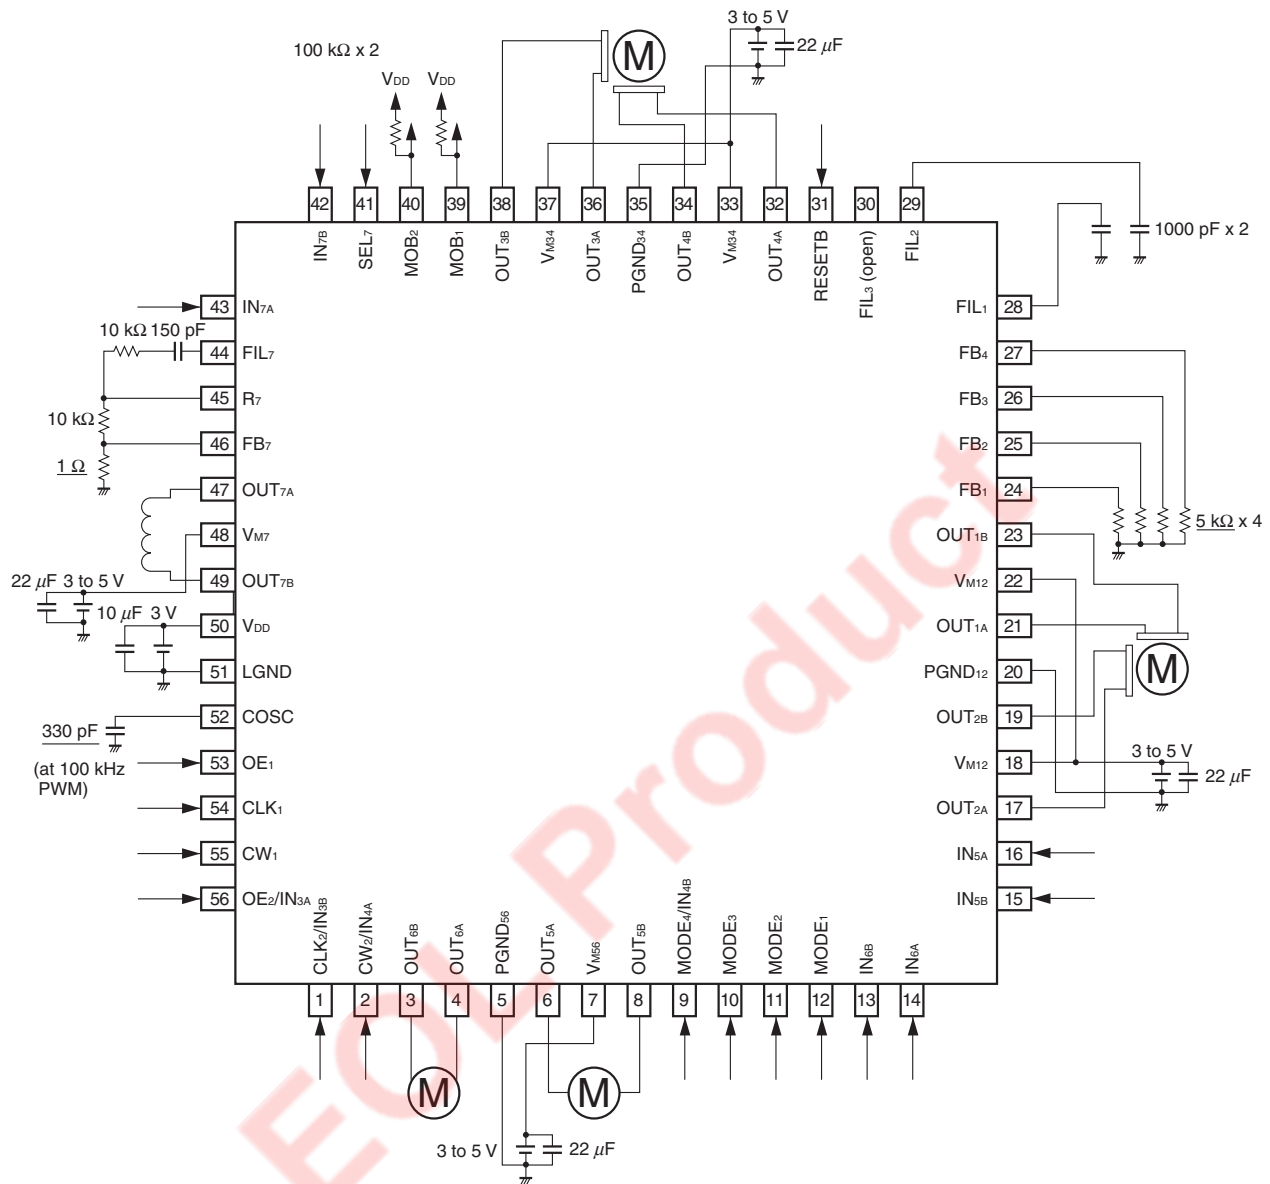 3 to 5 V
22 µF
100 kΩ x 2
M
VDD VDD
42 41 40 39 38 37 36 35 34 33 32 31 30 29
IN7B
SEL7
MOB2
MOB1
OUT3B
VM34
OUT3A
PGND34
OUT4B
VM34
OUT4A
RESETB
FIL3 (open)
FIL2
1000 pF x 2
43 IN7A
10 kΩ 150 pF
44 FIL7
45 R7
10 kΩ
46 FB7
1 Ω
47 OUT7A
48 VM7
49 OUT7B
22 µF 3 to 5 V
10 µF 3 V
50 VDD
51 LGND
52 COSC
330 pF
(at 100 kHz
PWM)
53 OE1
54 CLK1
55 CW1
56 OE2/IN3A
FIL1 28
FB4 27
FB3 26
FB2 25
FB1 24
5 kΩ x 4
OUT1B 23
VM12 22
OUT1A 21
M
PGND12 20
OUT2B 19
3 to 5 V
VM12 18
22 µF
OUT2A 17
IN5A 16
IN5B 15
CLK2/IN3B
CW2/IN4A
OUT6B
OUT6A
PGND56
OUT5A
VM56
OUT5B
MODE4/IN4B
MODE3
MODE2
MODE1
IN6B
IN6A
1 2 3 4 5 6 7 8 9 10 11 12 13 14
M M
3 to 5 V
22 µF
EOL Product